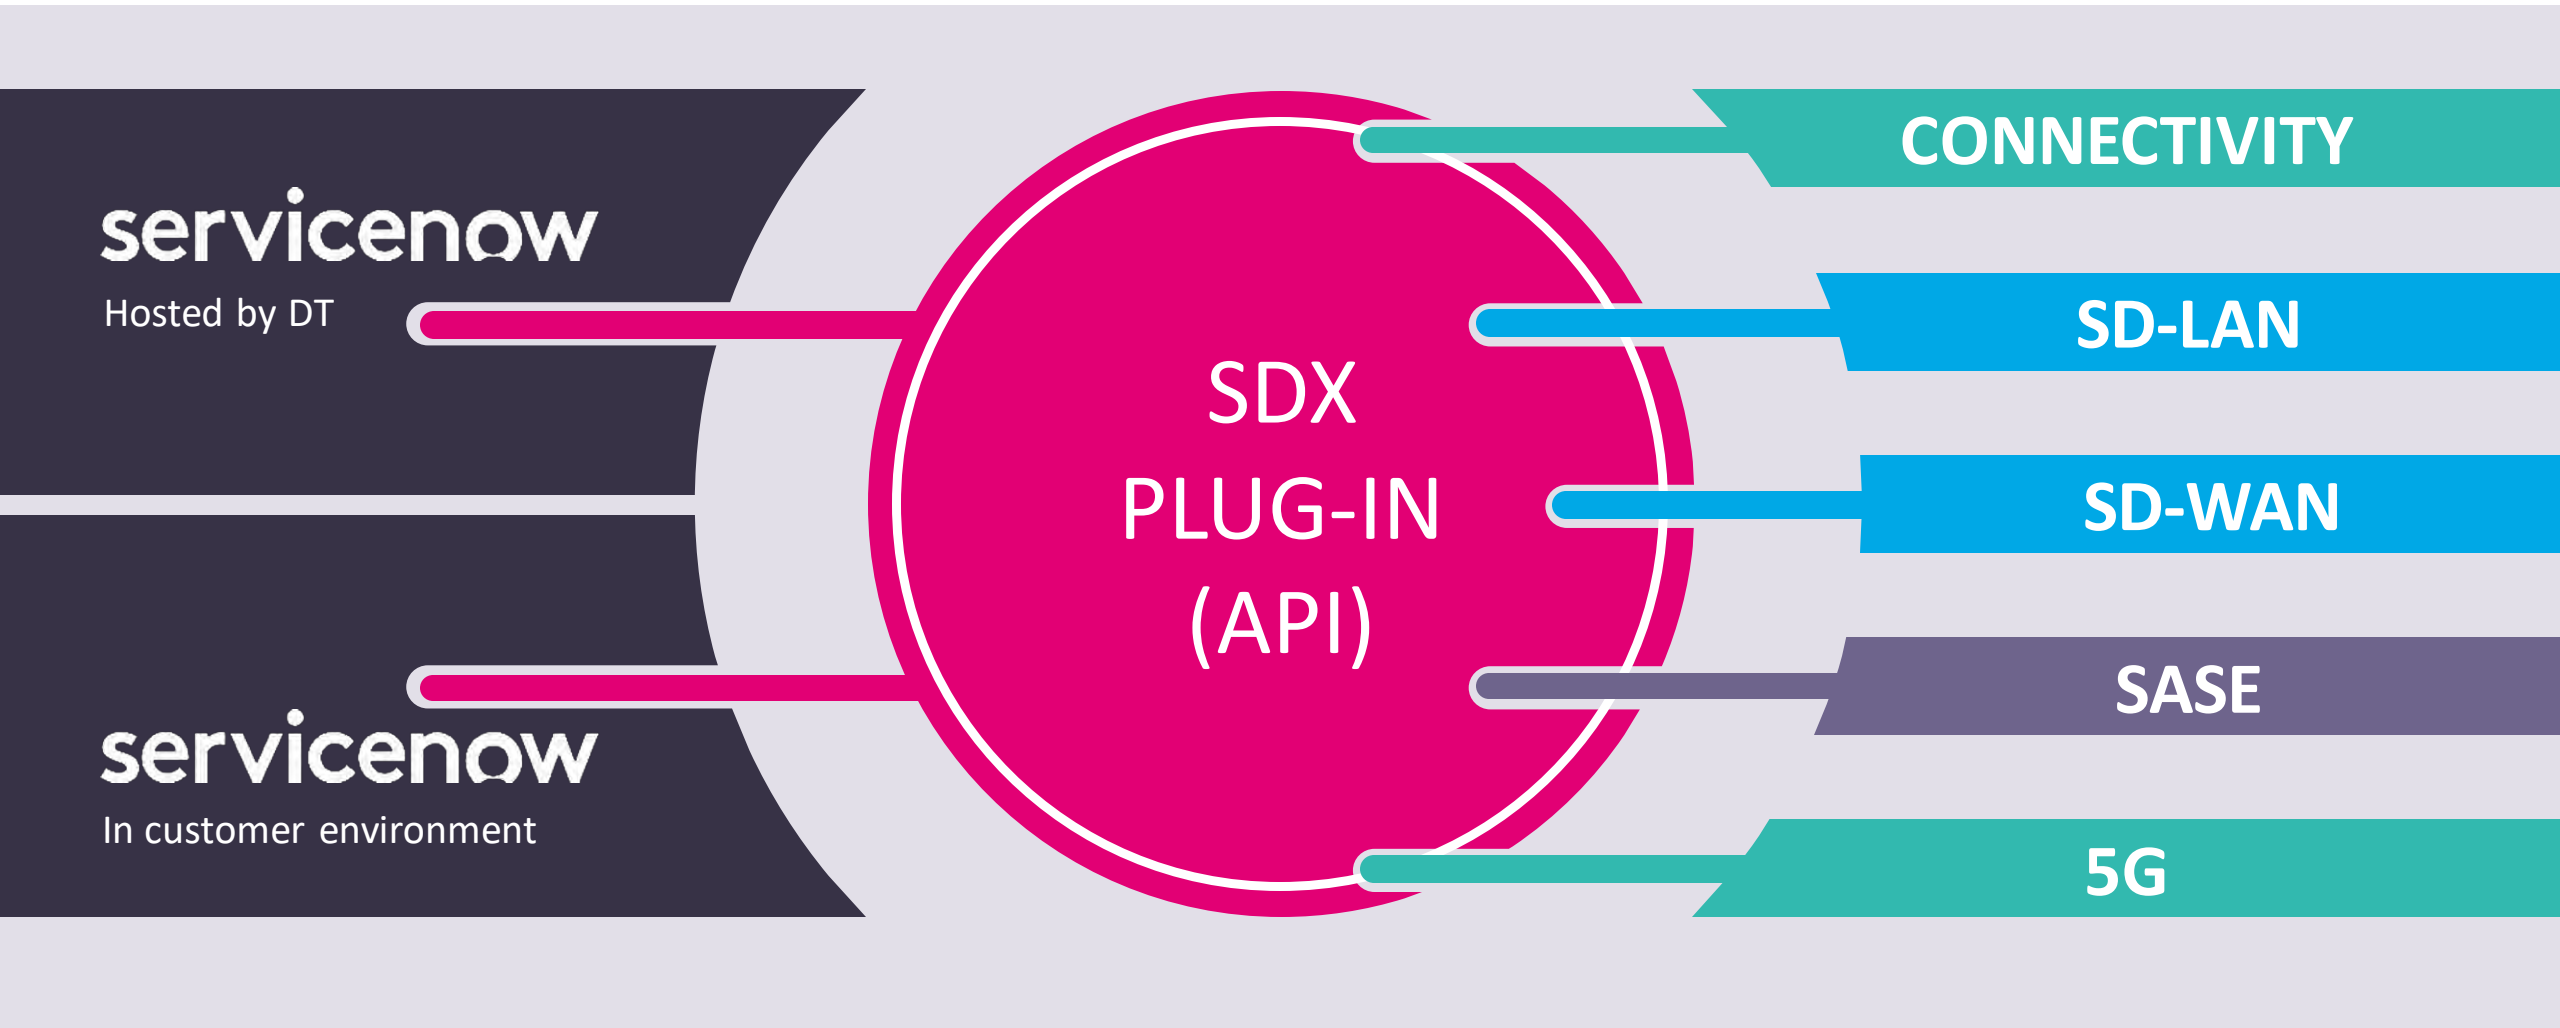 servicenow
Hosted by DT
servicenow
In customer environment
SDX
PLUG-IN
(API)
CONNECTIVITY
SD-LAN
SD-WAN
SASE
5G